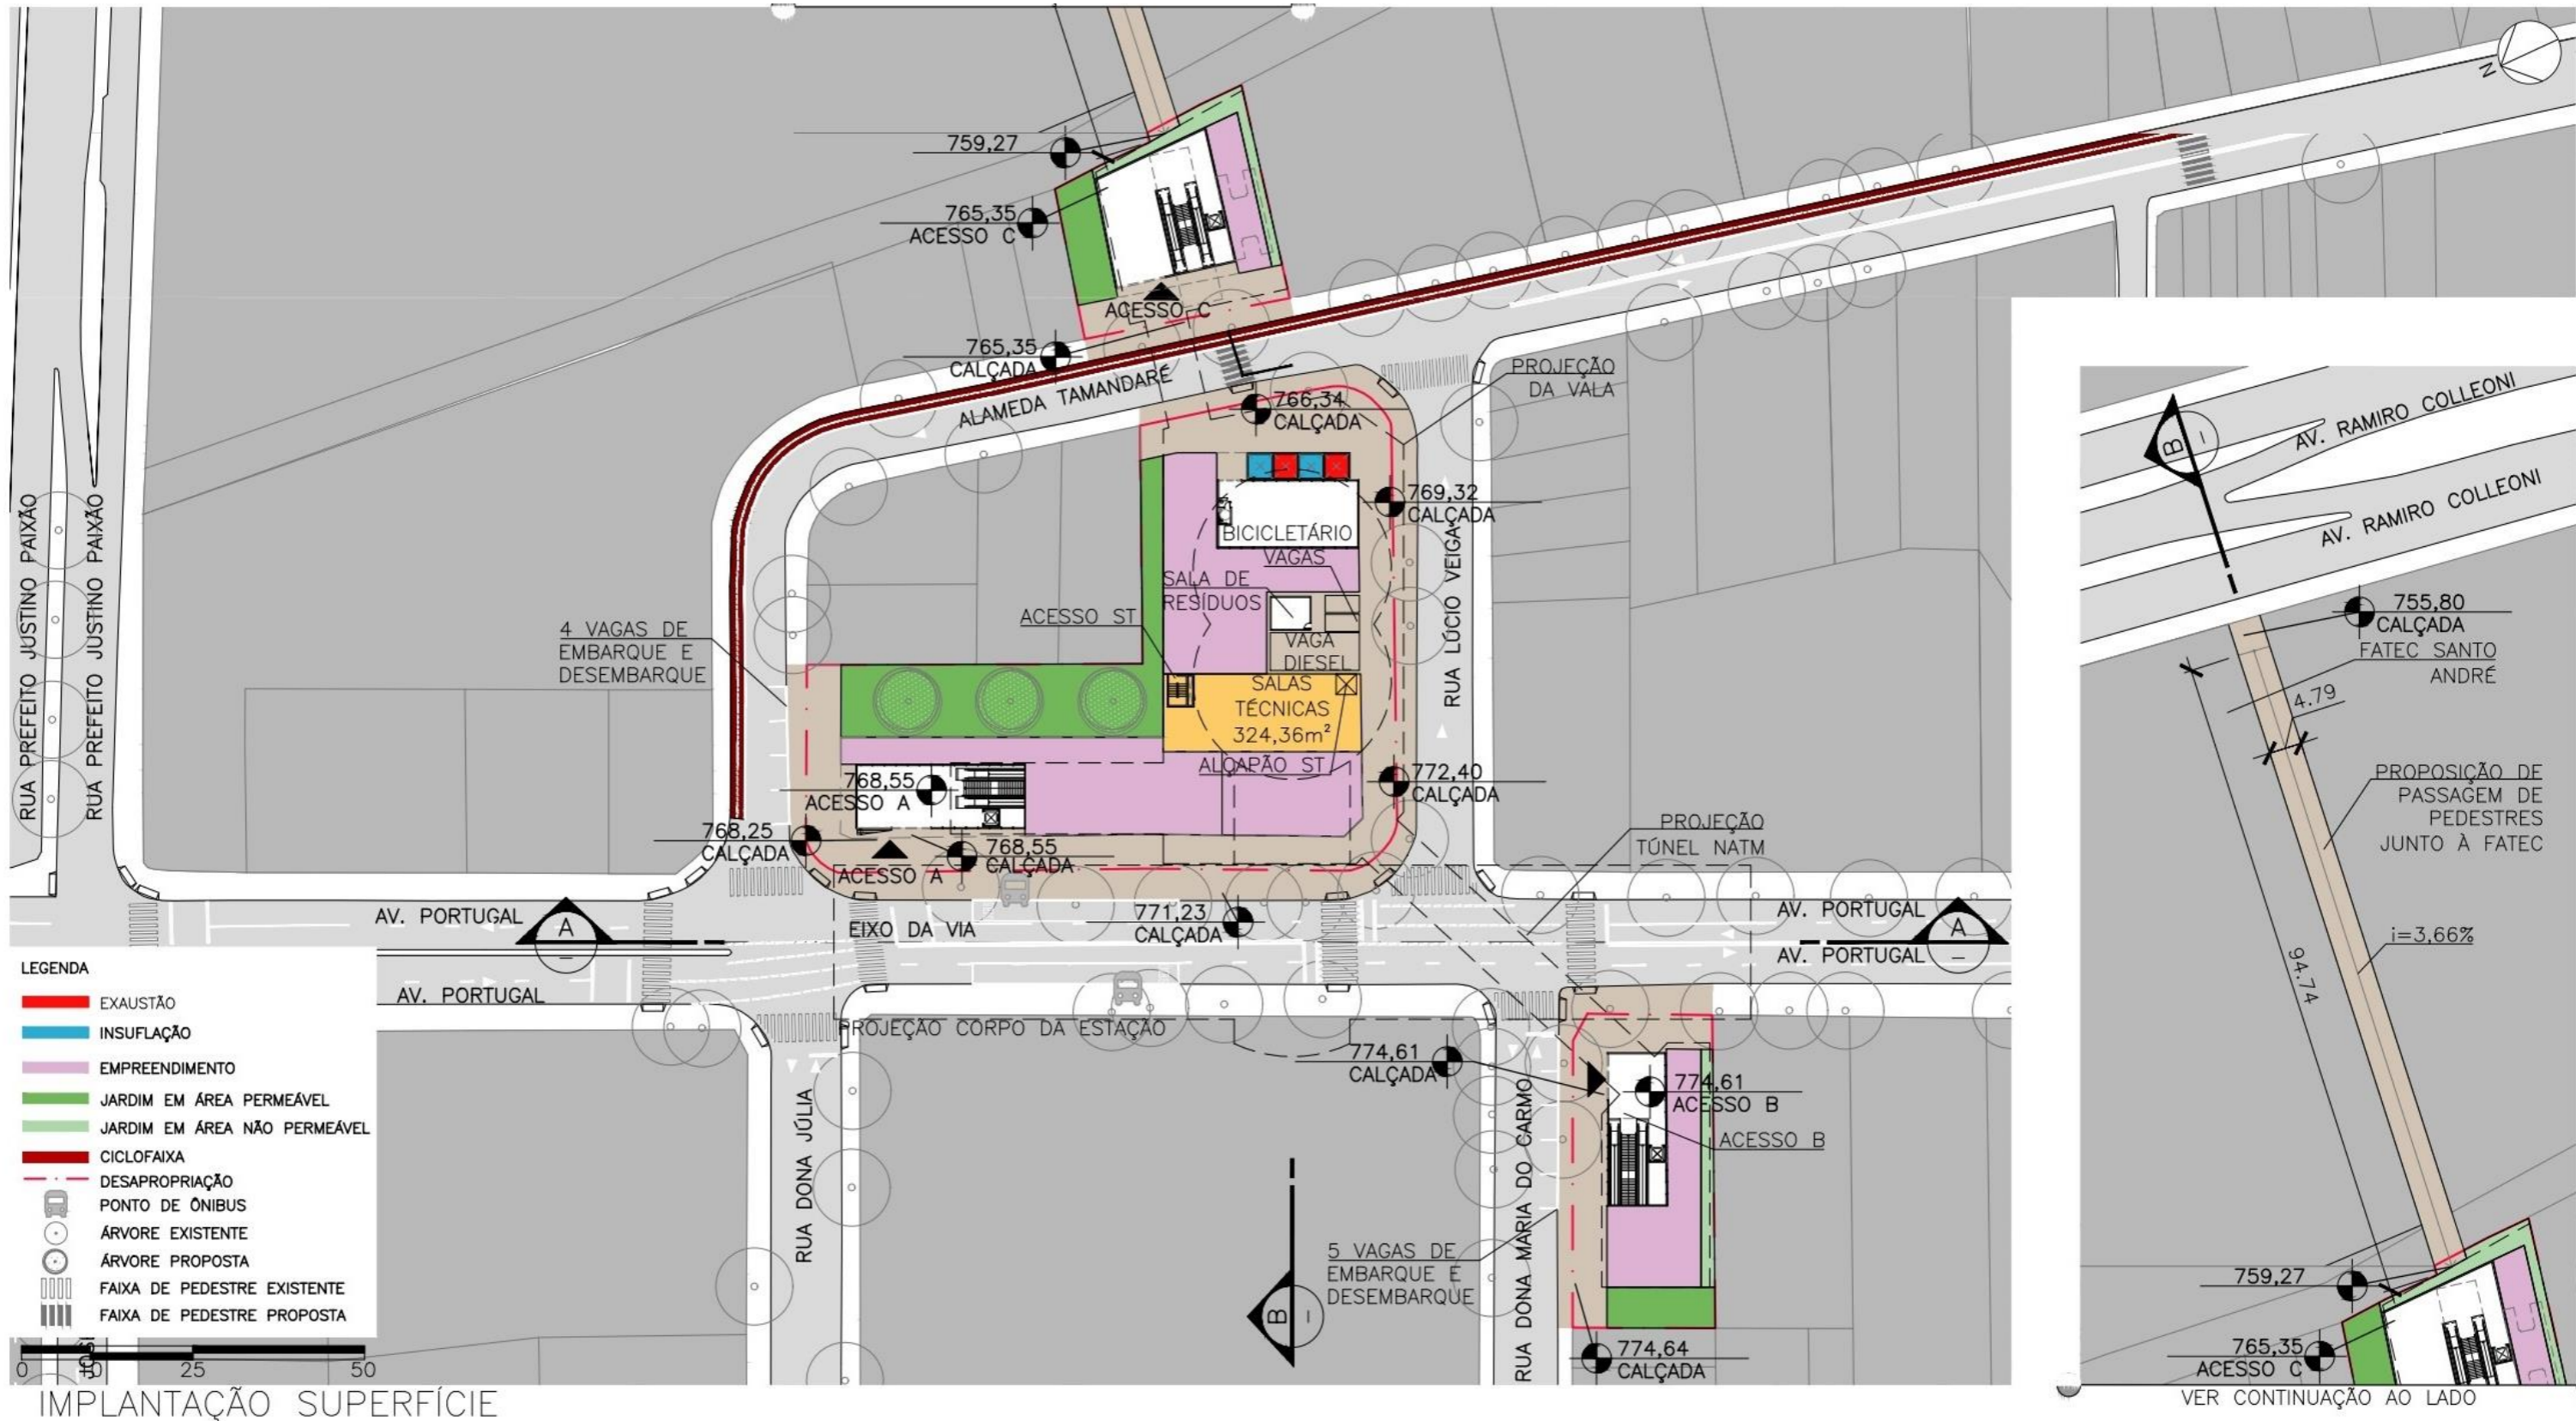 N
759,27
765,35
ACESSO C
ACESSO C
765,35
CALÇADA
ALAMEDA TAMANDARÉ
PROJEÇÃO
DA VALA
766,34
CALÇADA
769,32
CALÇADA
BICICLETÁRIO
VAGAS
SALA DE
RESÍDUOS
ACESSO ST
VAGA
DIESEL
SALAS
TÉCNICAS
324,36m²
ALÇAPÃO ST
RUA LÚCIO VEIGA
4 VAGAS DE
EMBARQUE E
DESEMBARQUE
RUA PREFEITO JUSTINO PAIXÃO
RUA PREFEITO JUSTINO PAIXÃO
768,55
ACESSO A
772,40
CALÇADA
768,25
CALÇADA
768,55
CALÇADA
ACESSO A
PROJEÇÃO
TÚNEL NATM
AV. PORTUGAL
A
EIXO DA VIA
771,23
CALÇADA
AV. PORTUGAL
A
AV. PORTUGAL
AV. PORTUGAL
PROJEÇÃO CORPO DA ESTAÇÃO
774,61
CALÇADA
774,61
ACESSO B
ACESSO B
RUA DONA JÚLIA
RUA DONA MARIA DO CARMO
5 VAGAS DE
EMBARQUE E
DESEMBARQUE
B
774,64
CALÇADA
LEGENDA
EXAUSTÃO
INSUFLAÇÃO
EMPREENDIMENTO
JARDIM EM ÁREA PERMEÁVEL
JARDIM EM ÁREA NÃO PERMEÁVEL
CICLOFAIXA
DESAPROPRIAÇÃO
PONTO DE ÔNIBUS
ÁRVORE EXISTENTE
ÁRVORE PROPOSTA
FAIXA DE PEDESTRE EXISTENTE
FAIXA DE PEDESTRE PROPOSTA
0 10 25 50
IMPLANTAÇÃO SUPERFÍCIE
B
AV. RAMIRO COLLEONI
AV. RAMIRO COLLEONI
755,80
CALÇADA
FATEC SANTO
ANDRÉ
4.79
PROPOSIÇÃO DE
PASSAGEM DE
PEDESTRES
JUNTO À FATEC
i=3,66%
94.74
759,27
765,35
ACESSO C
VER CONTINUAÇÃO AO LADO